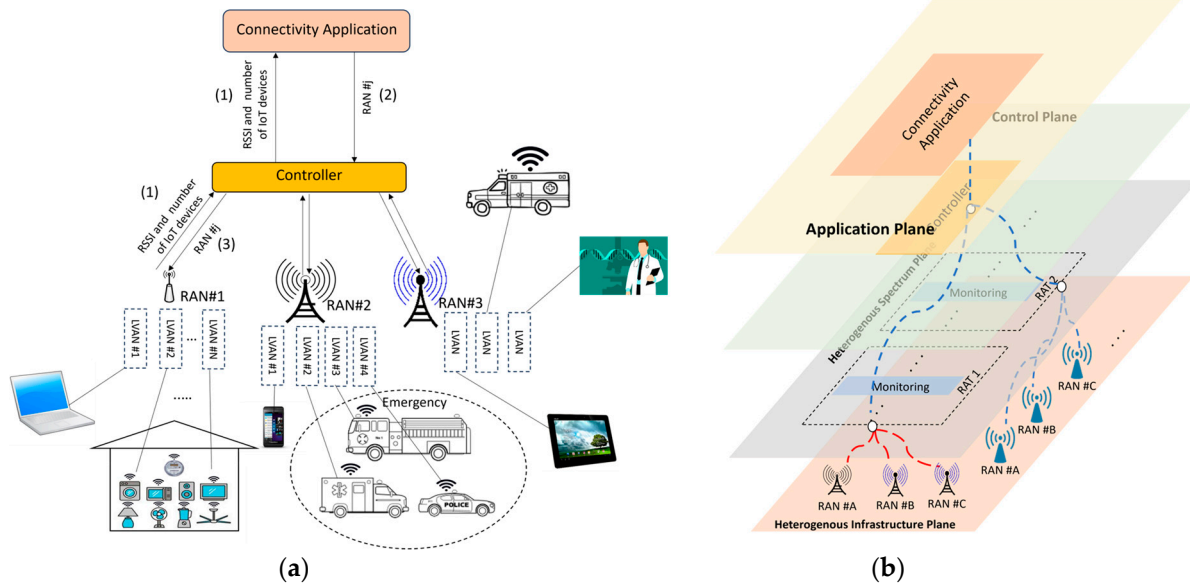 Connectivity Application
(1)
RSSI and number
of IoT devices
RAN #j
(2)
Controller
(1)
RSSI and number
of IoT devices
RAN #j
(3)
RAN#1
RAN#2
RAN#3
LVAN #1
LVAN #2
...
LVAN #N
LVAN #1
LVAN #2
LVAN #3
LVAN #4
LVAN
LVAN
LVAN
.....
Emergency
POLICE
(a)
Connectivity
Application
Control Plane
Controller
Application Plane
Heterogenous Spectrum Plane
Monitoring
RAT 2
Monitoring
RAT 1
RAN #C
RAN #B
RAN #A
RAN #A
RAN #B
RAN #C
Heterogenous Infrastructure Plane
(b)